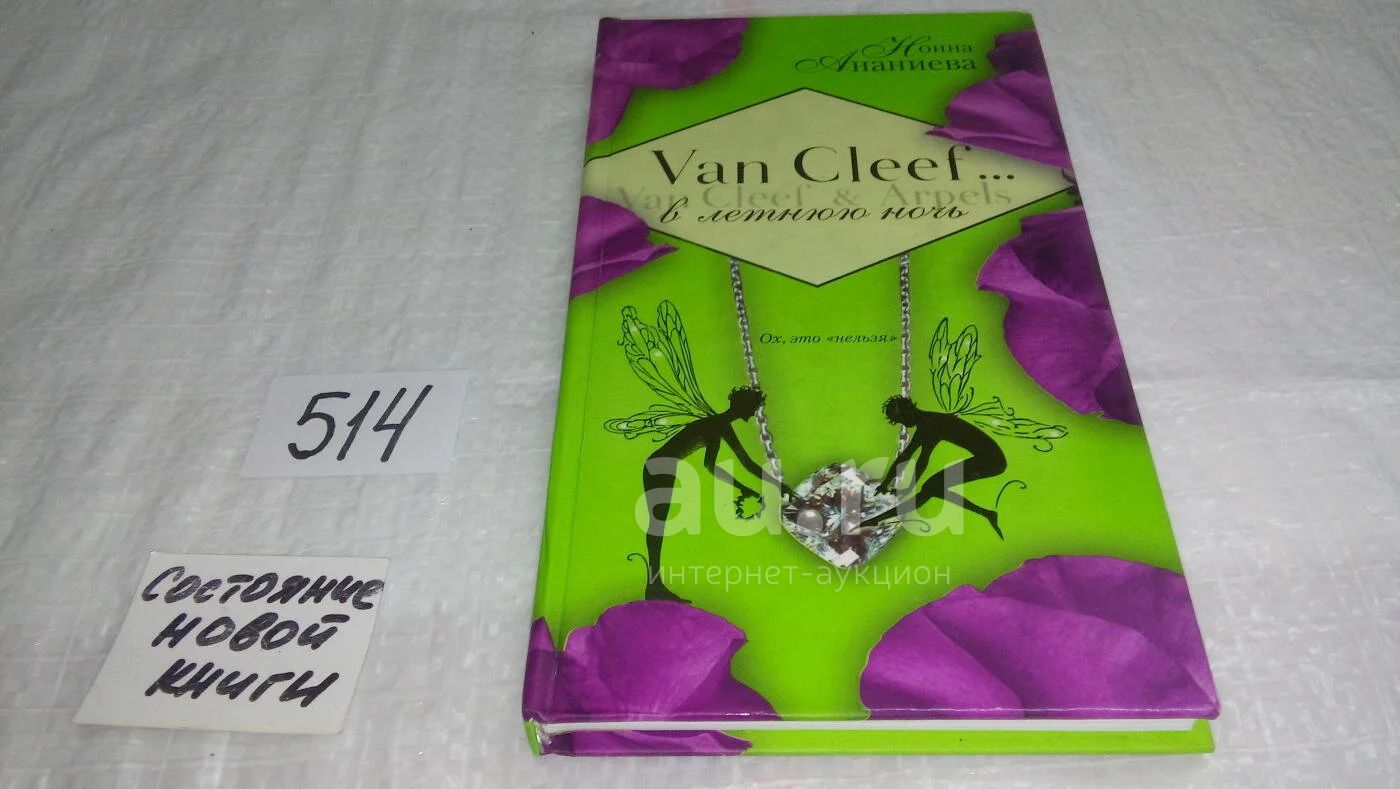 Нонна
Ананиева
Van Cleef...
Van Cleef & Arpels
в летнюю ночь
Ох, это «нельзя»
514
au.ru
интернет-аукцион
Состояние
новой
книги